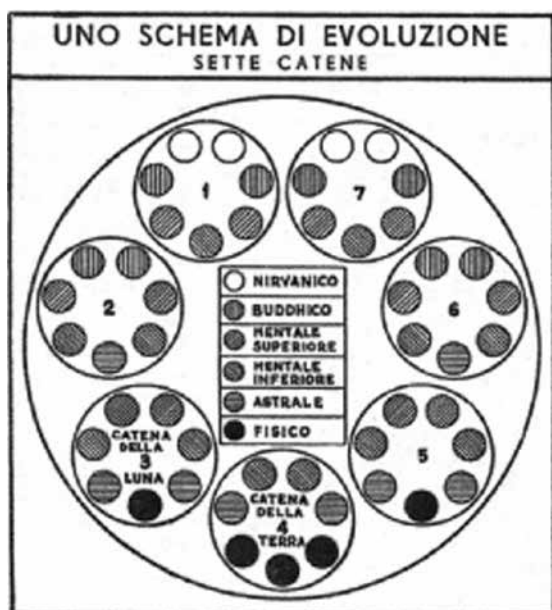 UNO SCHEMA DI EVOLUZIONE
SETTE CATENE
1
7
2
6
NIRVANICO
BUDDHICO
MENTALE
SUPERIORE
MENTALE
INFERIORE
ASTRALE
FISICO
CATENA
DELLA
3
LUNA
5
CATENA
DELLA
4
TERRA